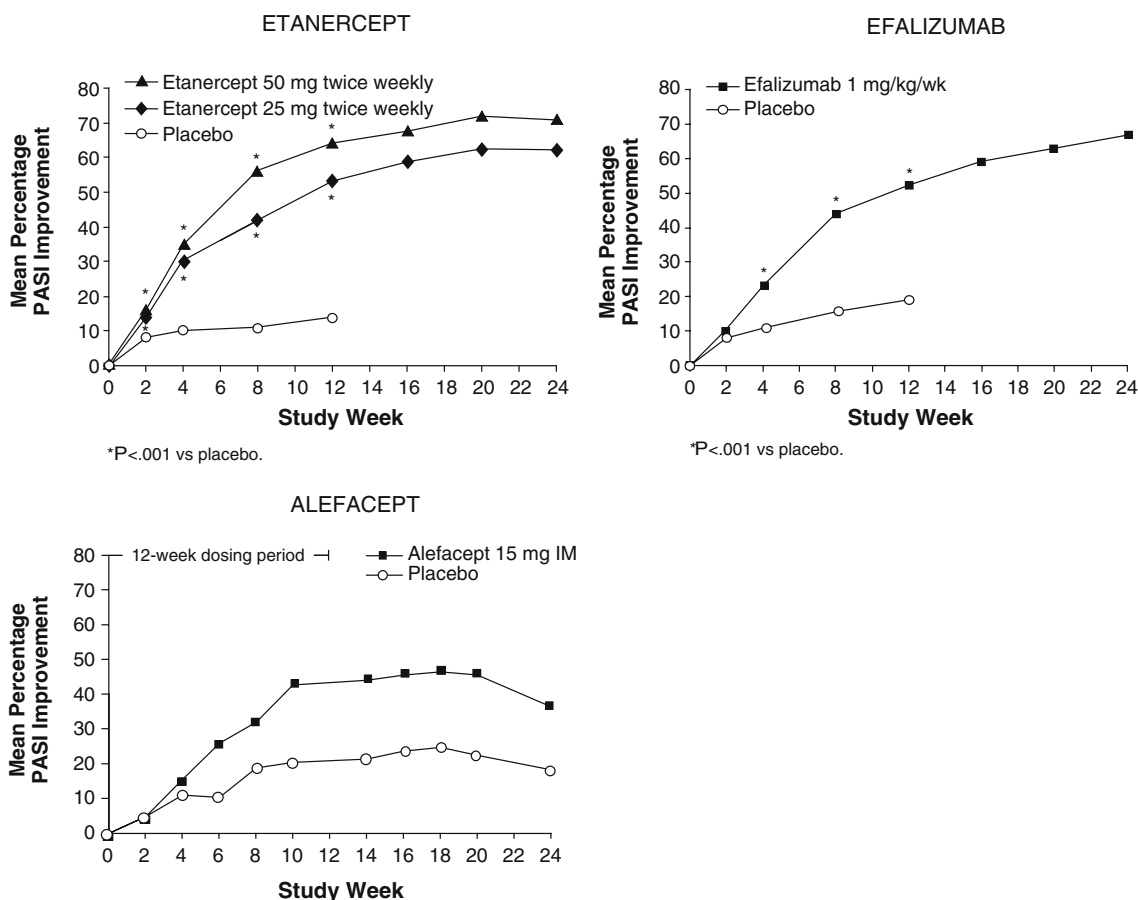 ETANERCEPT
Etanercept 50 mg twice weekly
Etanercept 25 mg twice weekly
Placebo
Mean Percentage
PASI Improvement
80
70
60
50
40
30
20
10
0
* * * * *
* * * * *
0 2 4 6 8 10 12 14 16 18 20 22 24
Study Week
*P<.001 vs placebo.
EFALIZUMAB
Efalizumab 1 mg/kg/wk
Placebo
Mean Percentage
PASI Improvement
80
70
60
50
40
30
20
10
0
* * *
0 2 4 6 8 10 12 14 16 18 20 22 24
Study Week
*P<.001 vs placebo.
ALEFACEPT
12-week dosing period
Alefacept 15 mg IM
Placebo
Mean Percentage
PASI Improvement
80
70
60
50
40
30
20
10
0
0 2 4 6 8 10 12 14 16 18 20 22 24
Study Week